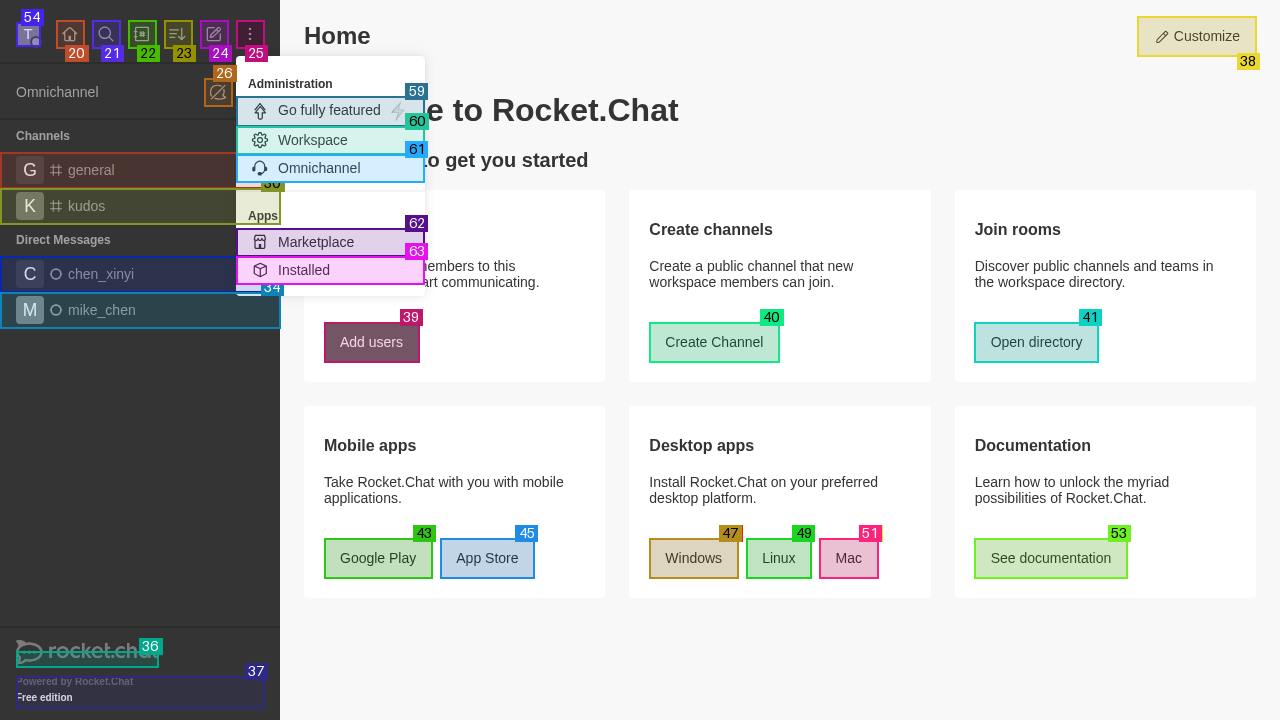 54
T
20
21
22
23
24
25
Home
38
Customize
Omnichannel
26
Administration
59
Go fully featured
60
Workspace
61
Omnichannel
e to Rocket.Chat
to get you started
Channels
G general
30
K kudos
Apps
62
Marketplace
63
Installed
Direct Messages
C chen_xinyi
34
M mike_chen
embers to this
art communicating.
39
Add users
Create channels
Create a public channel that new
workspace members can join.
40
Create Channel
Join rooms
Discover public channels and teams in
the workspace directory.
41
Open directory
Mobile apps
Take Rocket.Chat with you with mobile
applications.
43
Google Play
45
App Store
Desktop apps
Install Rocket.Chat on your preferred
desktop platform.
47
Windows
49
Linux
51
Mac
Documentation
Learn how to unlock the myriad
possibilities of Rocket.Chat.
53
See documentation
rocket.chat
36
37
Powered by Rocket.Chat
Free edition